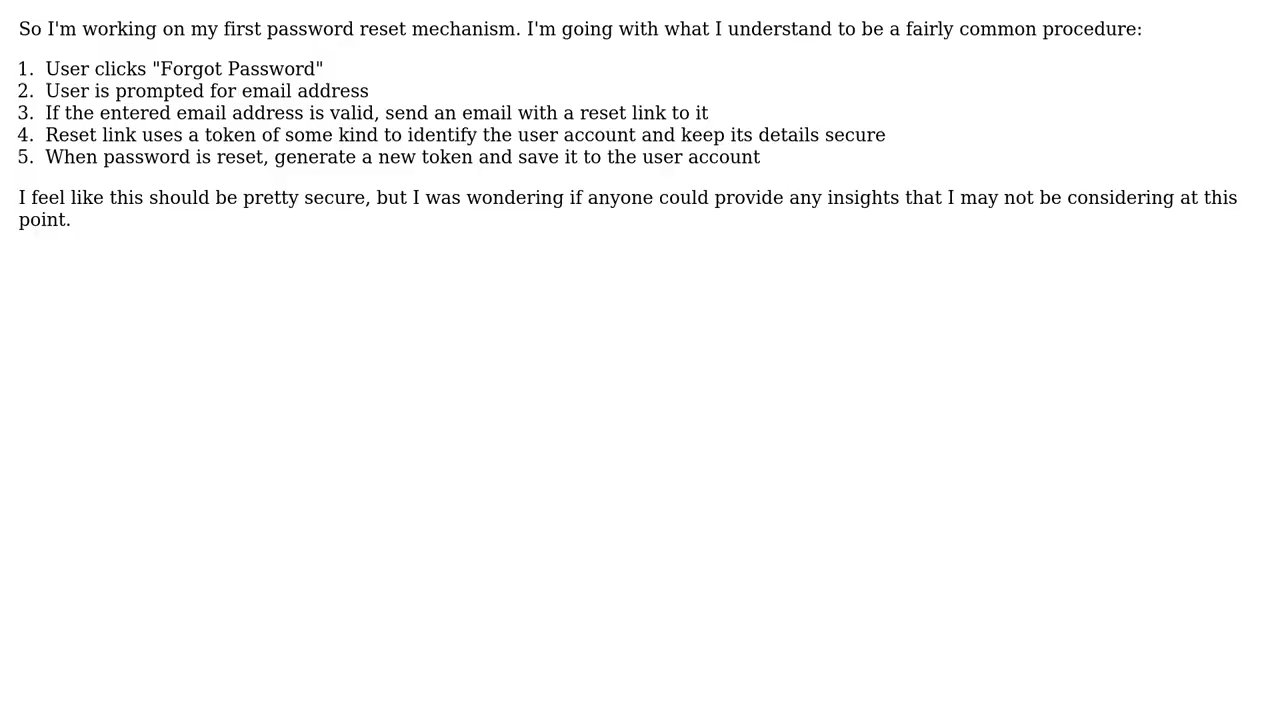 So I'm working on my first password reset mechanism. I'm going with what I understand to be a fairly common procedure:
1. User clicks "Forgot Password"
2. User is prompted for email address
3. If the entered email address is valid, send an email with a reset link to it
4. Reset link uses a token of some kind to identify the user account and keep its details secure
5. When password is reset, generate a new token and save it to the user account
I feel like this should be pretty secure, but I was wondering if anyone could provide any insights that I may not be considering at this
point.